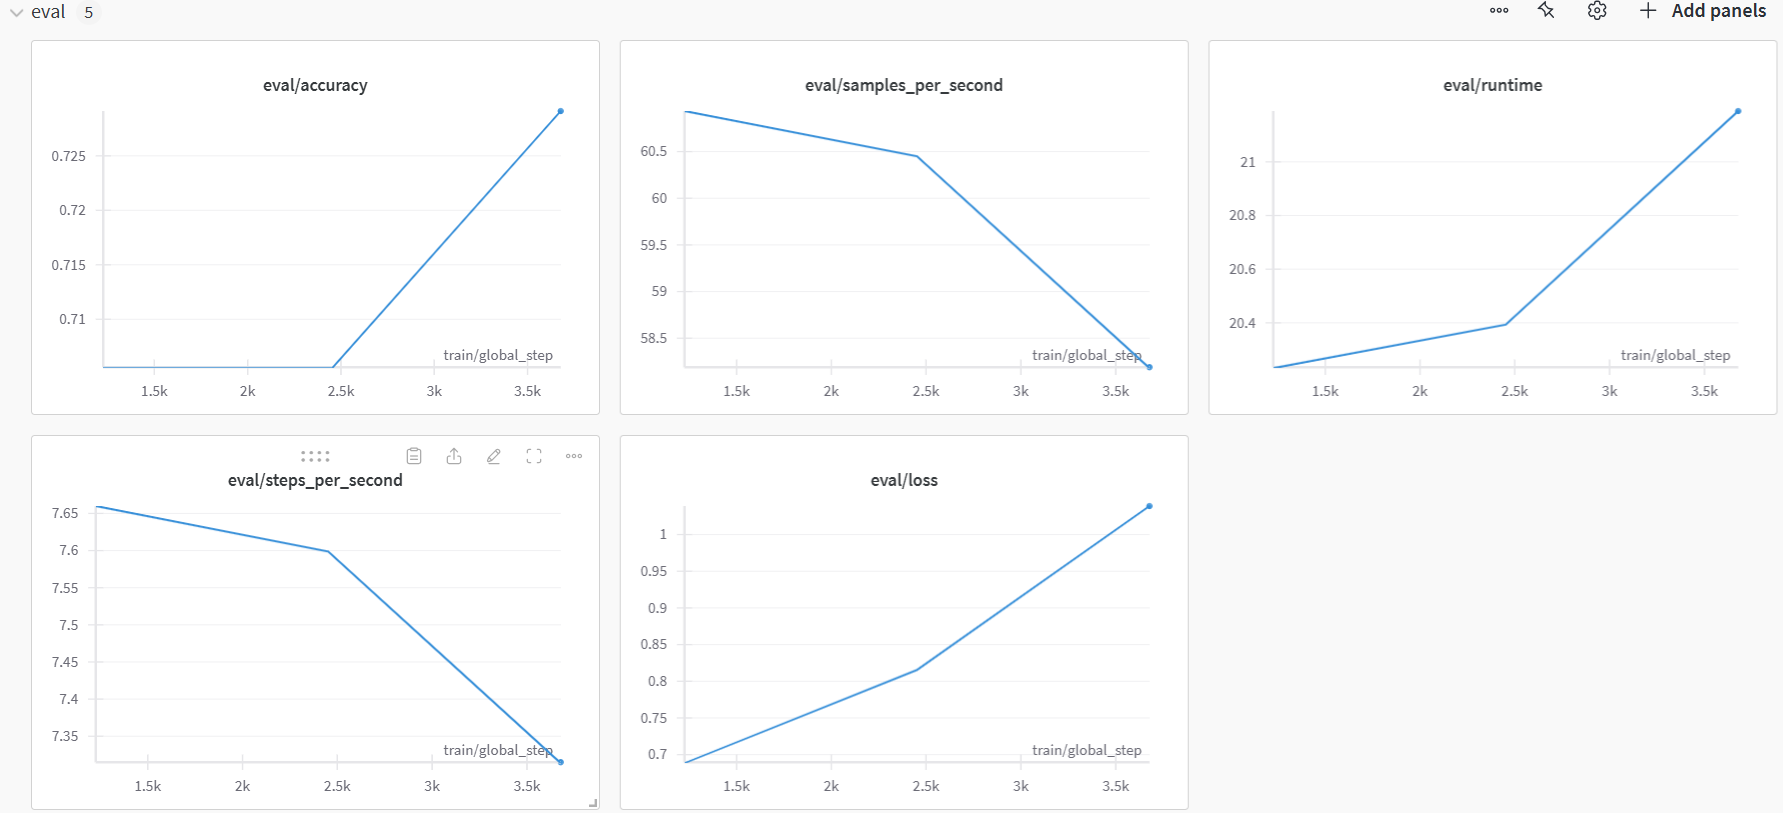 eval 5
Add panels
eval/accuracy
0.725
0.72
0.715
0.71
train/global_step
1.5k 2k 2.5k 3k 3.5k
eval/samples_per_second
60.5
60
59.5
59
58.5
train/global_step
1.5k 2k 2.5k 3k 3.5k
eval/runtime
21
20.8
20.6
20.4
train/global_step
1.5k 2k 2.5k 3k 3.5k
eval/steps_per_second
7.65
7.6
7.55
7.5
7.45
7.4
7.35
train/global_step
1.5k 2k 2.5k 3k 3.5k
eval/loss
1
0.95
0.9
0.85
0.8
0.75
0.7
train/global_step
1.5k 2k 2.5k 3k 3.5k